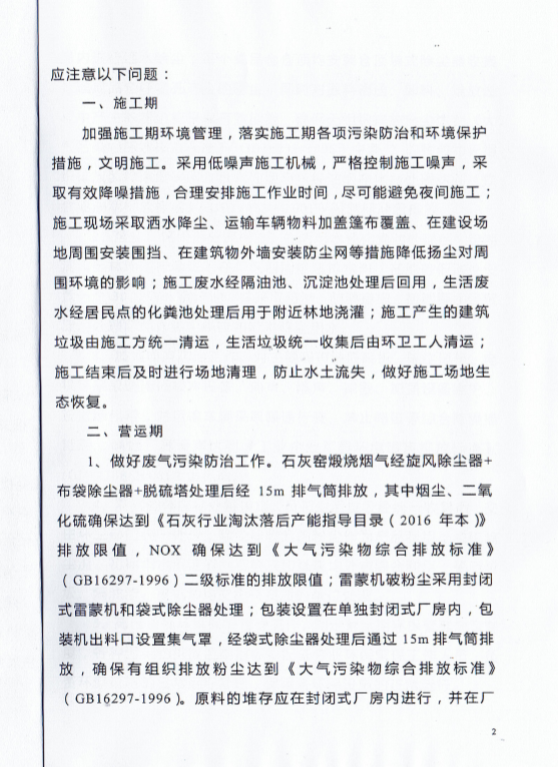 应注意以下问题：
一、施工期
加强施工期环境管理，落实施工期各项污染防治和环境保护
措施，文明施工。采用低噪声施工机械，严格控制施工噪声，采
取有效降噪措施，合理安排施工作业时间，尽可能避免夜间施工；
施工现场采取洒水降尘、运输车辆物料加盖篷布覆盖、在建设场
地周围安装围挡、在建筑物外墙安装防尘网等措施降低扬尘对周
围环境的影响；施工废水经隔油池、沉淀池处理后回用，生活废
水经居民点的化粪池处理后用于附近林地浇灌；施工产生的建筑
垃圾由施工方统一清运，生活垃圾统一收集后由环卫工人清运；
施工结束后及时进行场地清理，防止水土流失，做好施工场地生
态恢复。
二、营运期
1、做好废气污染防治工作。石灰窑煅烧烟气经旋风除尘器+
布袋除尘器+脱硫塔处理后经 15m 排气筒排放，其中烟尘、二氧
化硫确保达到《石灰行业淘汰落后产能指导目录（2016 年本）》
排放限值，NOX 确保达到《大气污染物综合排放标准》
（GB16297-1996）二级标准的排放限值；雷蒙机破粉尘采用封闭
式雷蒙机和袋式除尘器处理；包装设置在单独封闭式厂房内，包
装机出料口设置集气罩，经袋式除尘器处理后通过 15m 排气筒排
放，确保有组织排放粉尘达到《大气污染物综合排放标准》
（GB16297-1996）。原料的堆存应在封闭式厂房内进行，并在厂
2